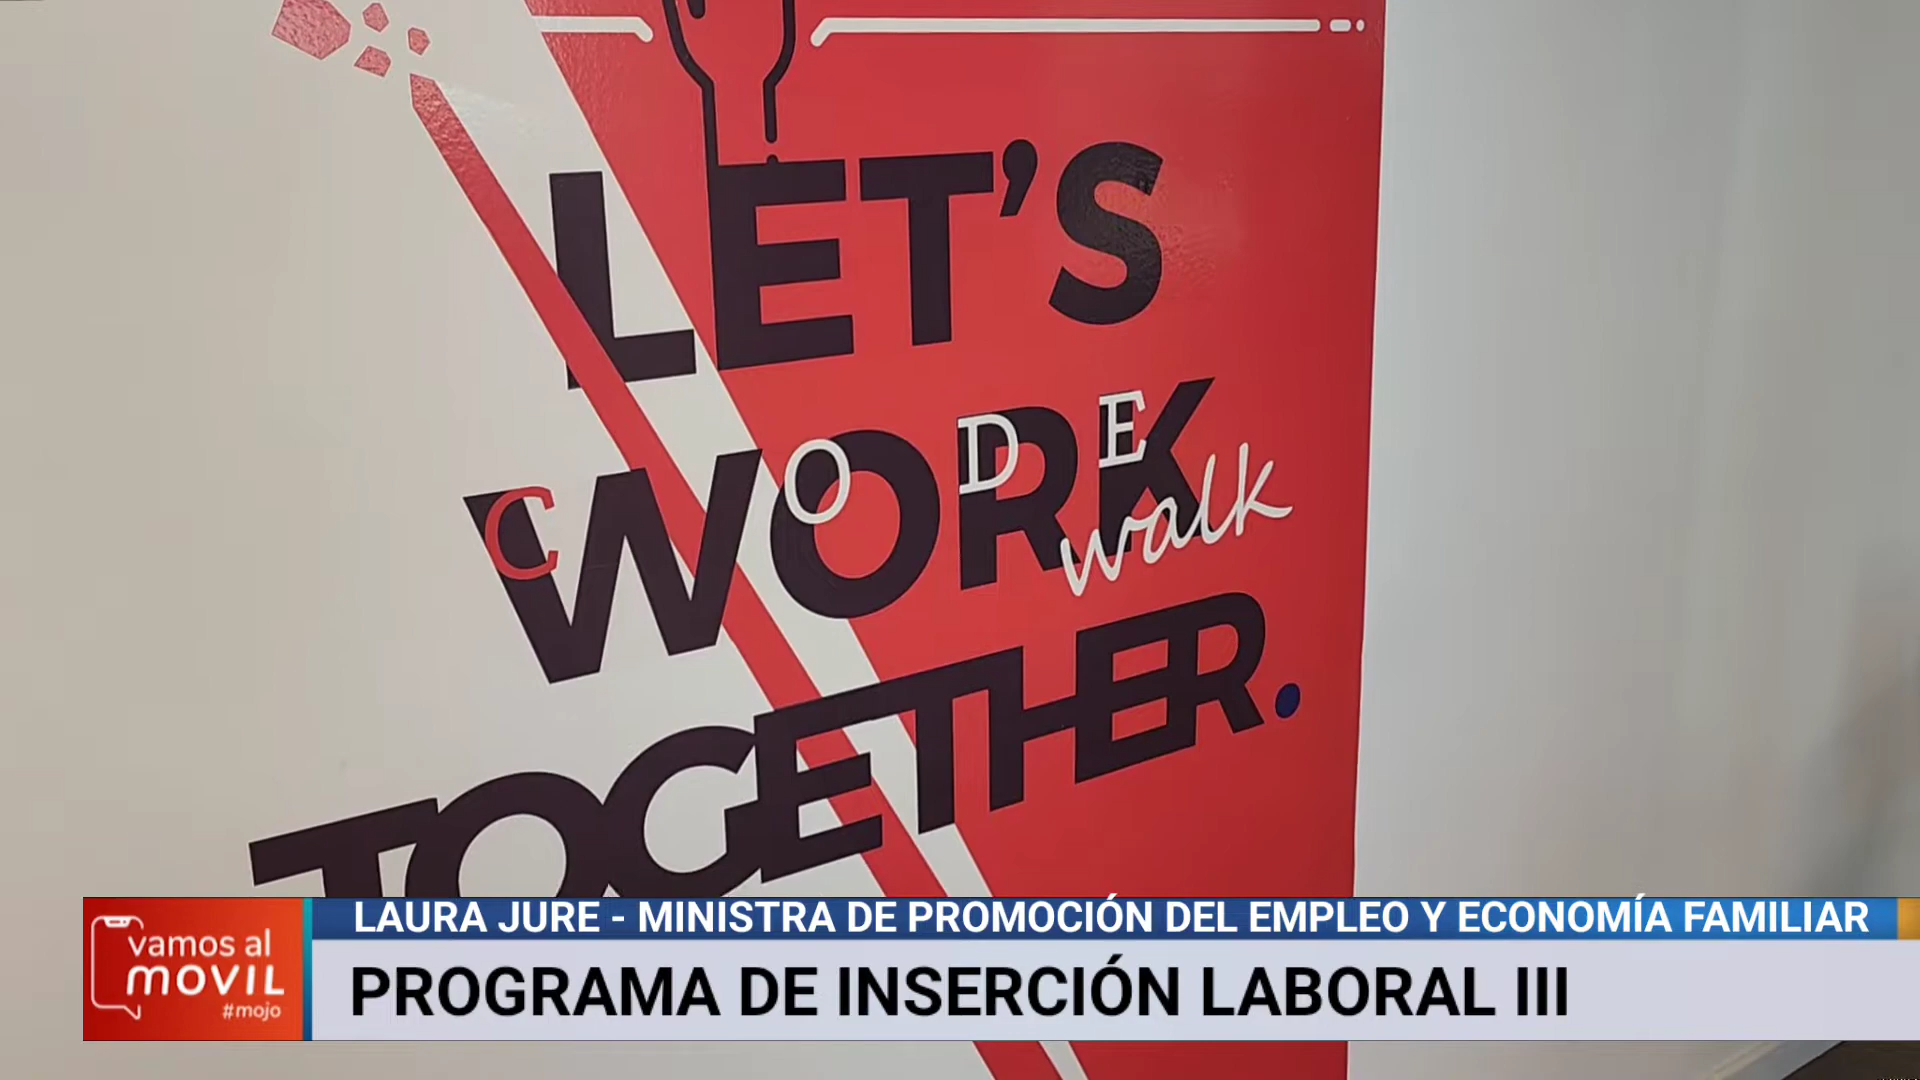 LET'S
WORK
CODE
walk
TOGETHER.
LAURA JURE - MINISTRA DE PROMOCIÓN DEL EMPLEO Y ECONOMÍA FAMILIAR
vamos al
MOVIL
#mojo
PROGRAMA DE INSERCIÓN LABORAL III